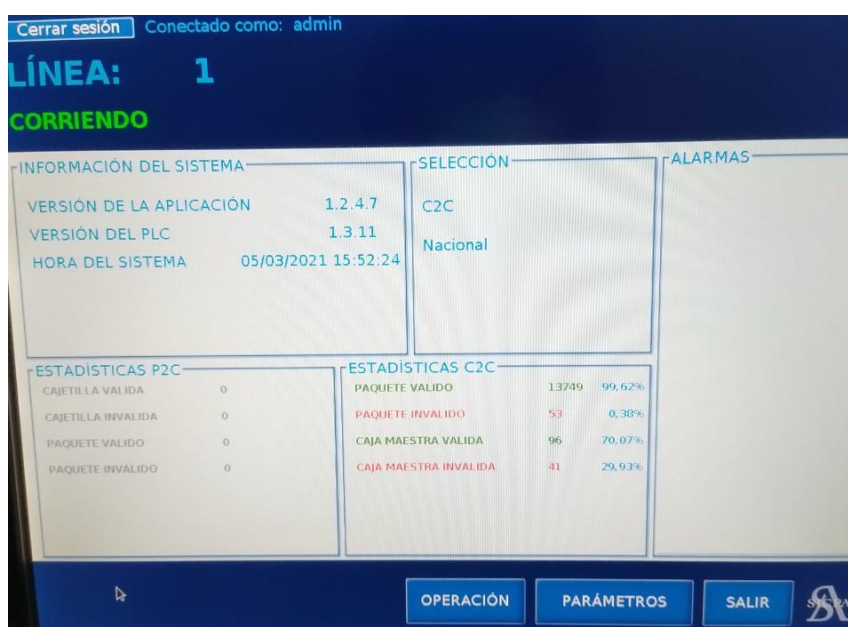 Cerrar sesión Conectado como: admin
LÍNEA: 1
CORRIENDO
INFORMACIÓN DEL SISTEMA
VERSIÓN DE LA APLICACIÓN 1.2.4.7
VERSIÓN DEL PLC 1.3.11
HORA DEL SISTEMA 05/03/2021 15:52:24
SELECCIÓN
C2C
Nacional
ALARMAS
ESTADÍSTICAS P2C
CAJETILLA VALIDA 0
CAJETILLA INVALIDA 0
PAQUETE VALIDO 0
PAQUETE INVALIDO 0
ESTADÍSTICAS C2C
PAQUETE VALIDO 13749 99,62%
PAQUETE INVALIDO 53 0,38%
CAJA MAESTRA VALIDA 96 70,07%
CAJA MAESTRA INVALIDA 41 29,93%
OPERACIÓN PARÁMETROS SALIR